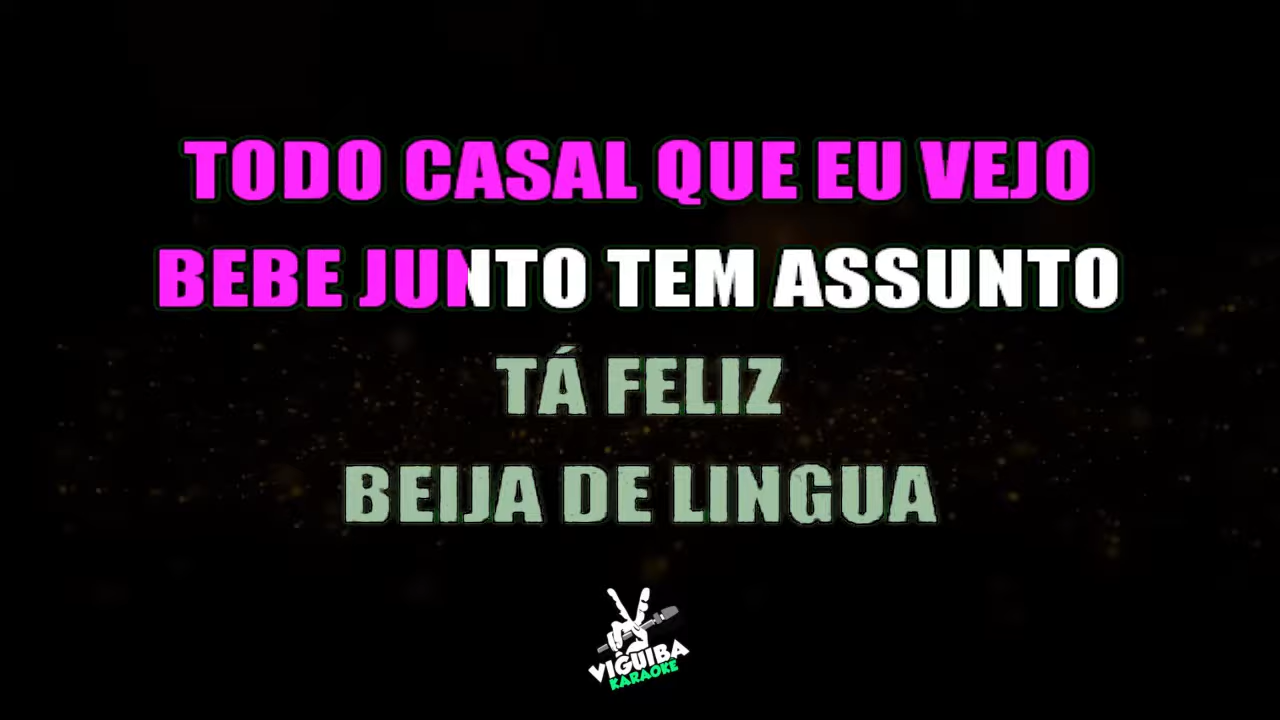 TODO CASAL QUE EU VEJO
BEBE JUNTO TEM ASSUNTO
TÁ FELIZ
BEIJA DE LINGUA
VIGUIBA
KARAOKE